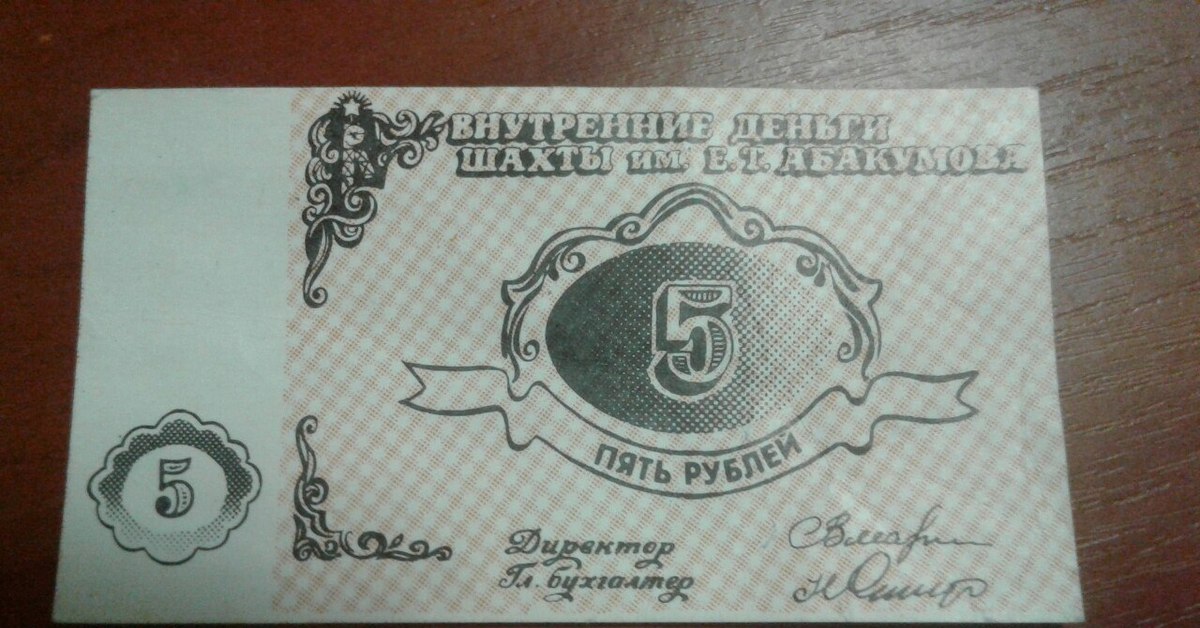 ВНУТРЕННИЕ ДЕНЬГИ
ШАХТЫ ИМ. Е. Т. АБАКУМОВА
5
ПЯТЬ РУБЛЕЙ
5
Директор
Гл. бухгалтер